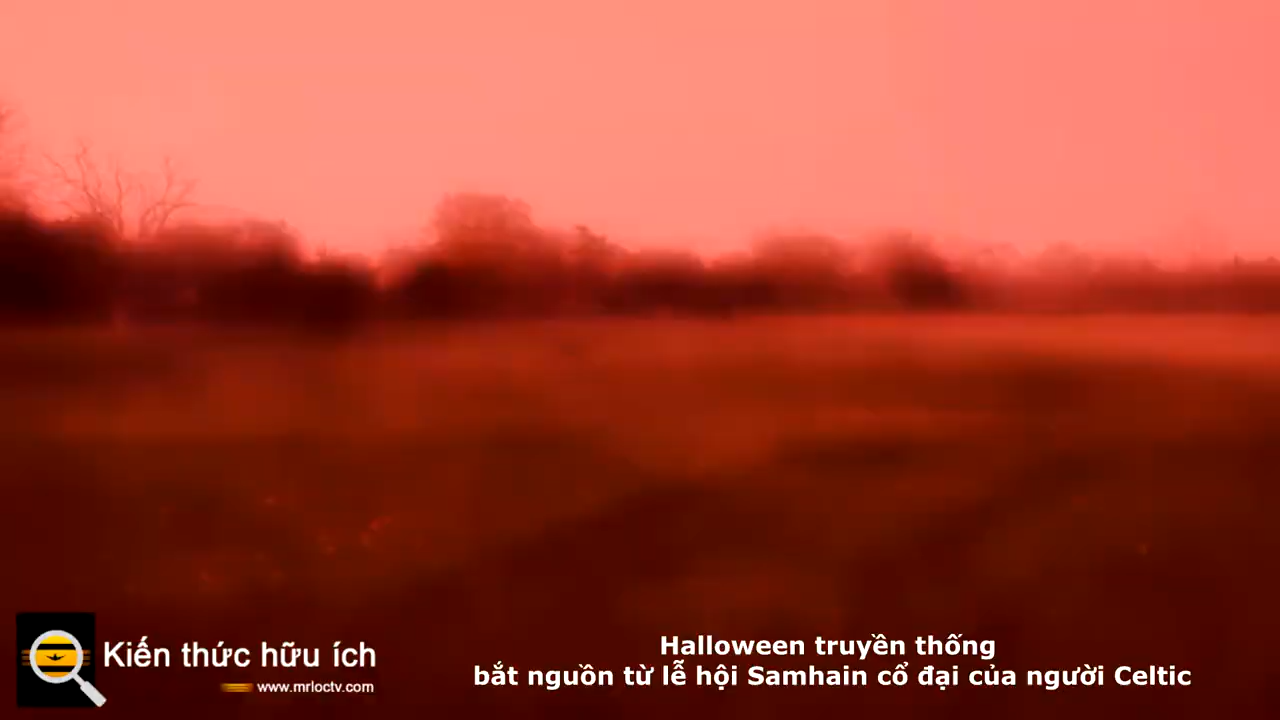 Kiến thức hữu ích
www.mrloctv.com
Halloween truyền thống
bắt nguồn từ lễ hội Samhain cổ đại của người Celtic